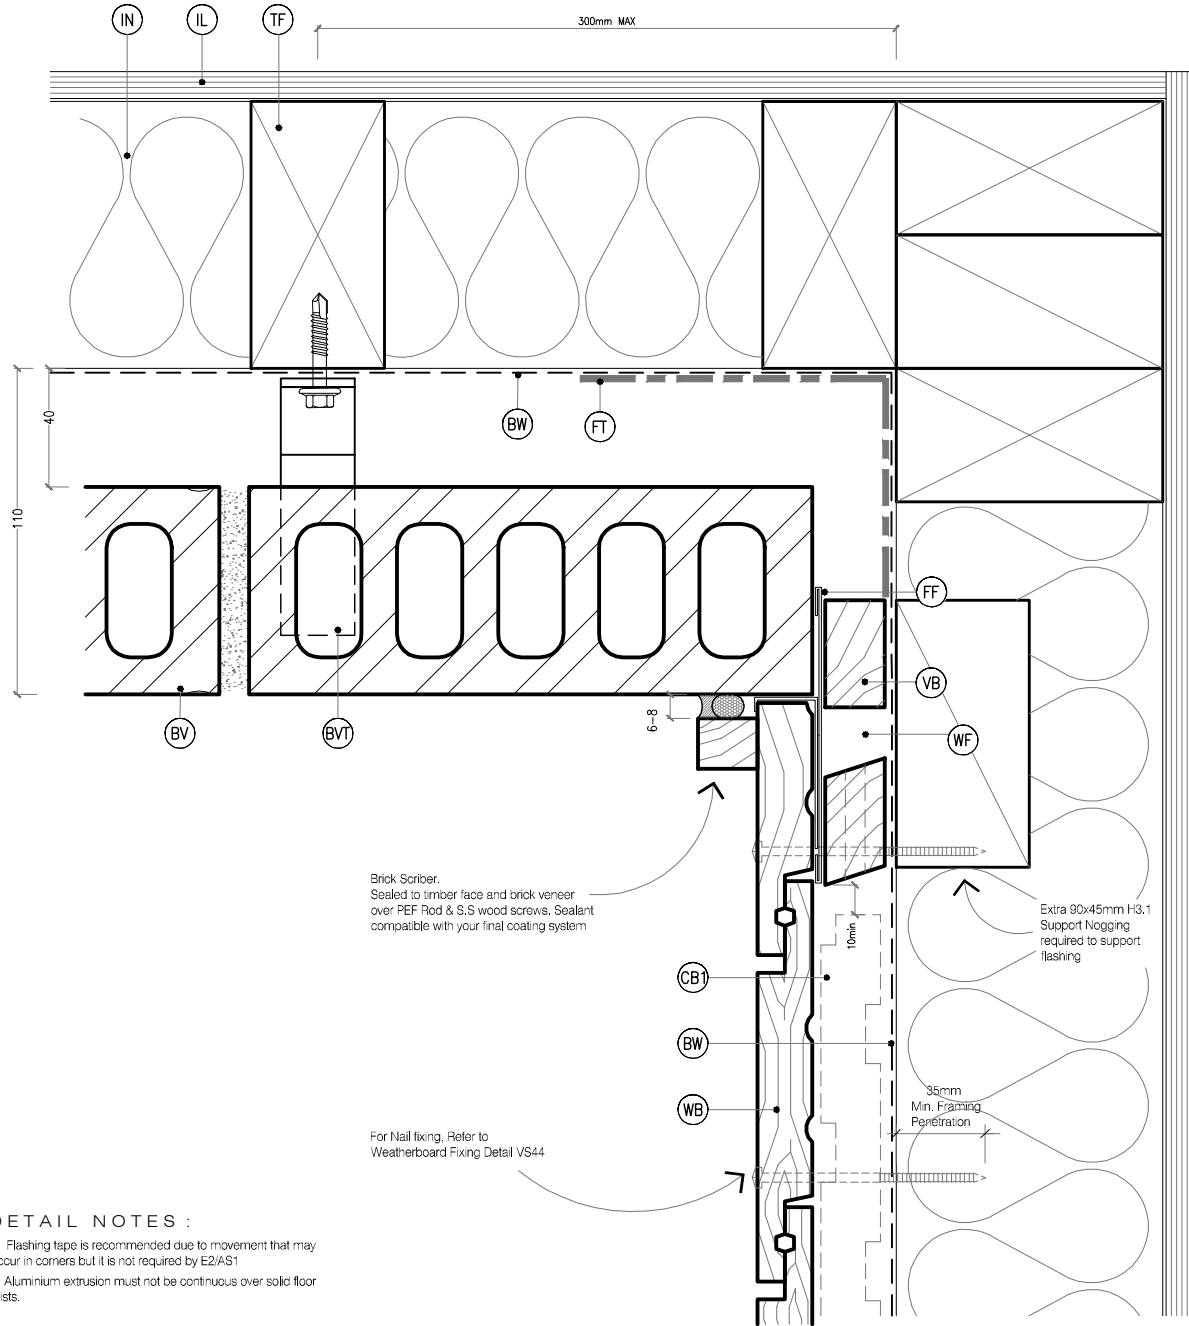 IN
IL
TF
300mm MAX
40
110
BW
FT
FF
VB
WF
BV
BVT
6-8
Brick Scriber.
Sealed to timber face and brick veneer
over PEF Rod & S.S wood screws. Sealant
compatible with your final coating system
Extra 90x45mm H3.1
Support Nogging
required to support
flashing
10min
CB1
BW
WB
35mm
Min. Framing
Penetration
For Nail fixing, Refer to
Weatherboard Fixing Detail VS44
DETAIL NOTES :
Flashing tape is recommended due to movement that may
ccur in corners but it is not required by E2/AS1
Aluminium extrusion must not be continuous over solid floor
ists.